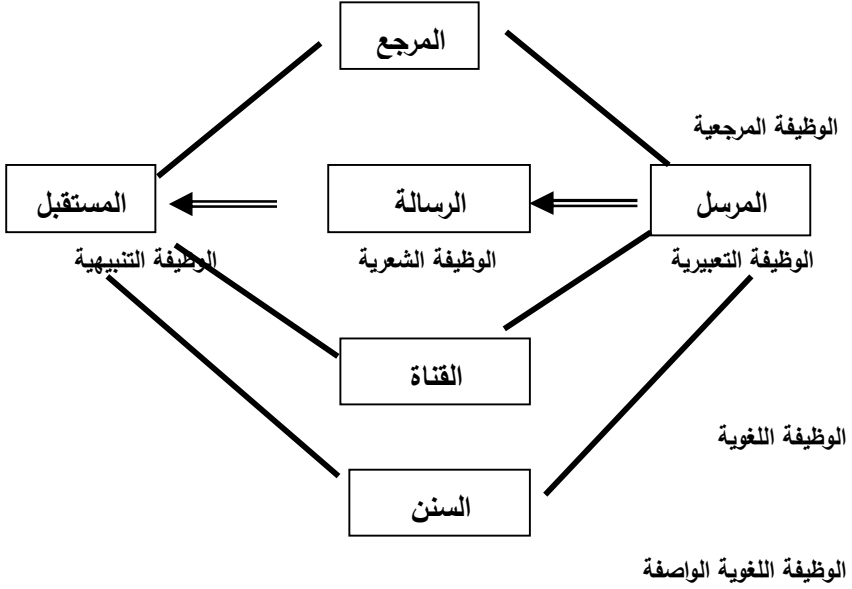 المرجع
الوظيفة المرجعية
المرسل
الرسالة
المستقبل
الوظيفة التعبيرية
الوظيفة الشعرية
الوظيفة التنبيهية
القناة
الوظيفة اللغوية
السنن
الوظيفة اللغوية الواصفة